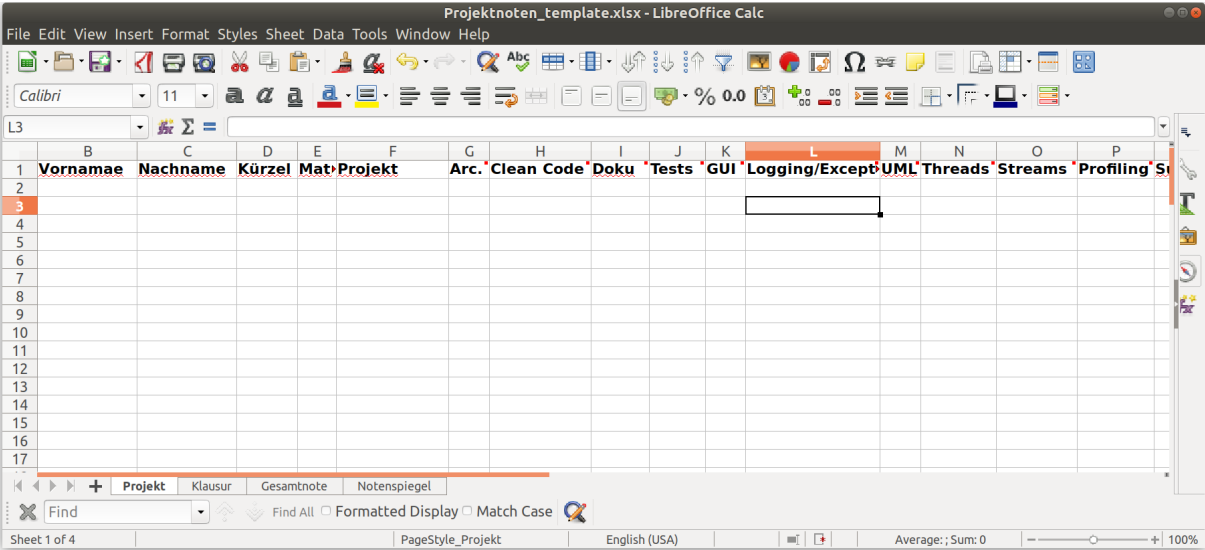 Projektnoten_template.xlsx - LibreOffice Calc
File Edit View Insert Format Styles Sheet Data Tools Window Help
Abc
Calibri 11 a a a a % 0.0
L3 Σ =
B C D E F G H I J K L M N O P
1 Vornamae Nachname Kürzel Mat Projekt Arc. Clean Code Doku Tests GUI Logging/Except UML Threads Streams Profiling
2
3
4
5
6
7
8
9
10
11
12
13
14
15
16
17
Projekt Klausur Gesamtnote Notenspiegel
Find Find All Formatted Display Match Case
Sheet 1 of 4 PageStyle_Projekt English (USA) Average: ; Sum: 0 100%